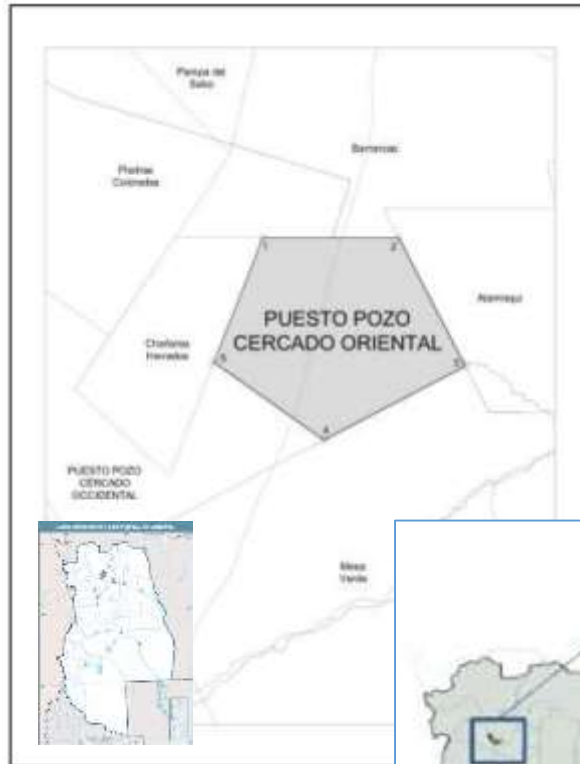 Pampa del
Sebo
Barrancas
Piedras
Coloradas
1
2
PUESTO POZO
CERCADO ORIENTAL
Chañares
Herrados
5
3
4
PUESTO POZO
CERCADO
OCCIDENTAL
Mesa
Verde